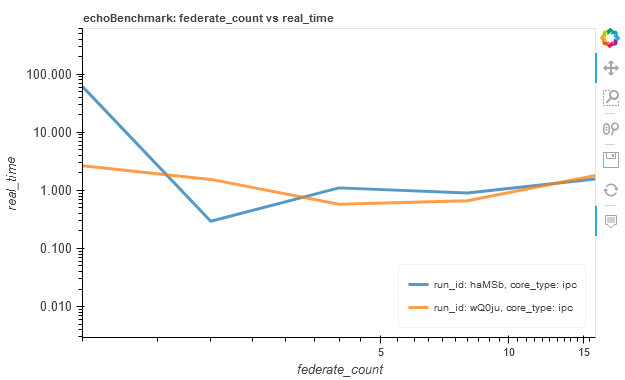 echoBenchmark: federate_count vs real_time
100.000
10.000
1.000
0.100
0.010
real_time
run_id: haMSb, core_type: ipc
run_id: wQ0ju, core_type: ipc
5
10
15
federate_count